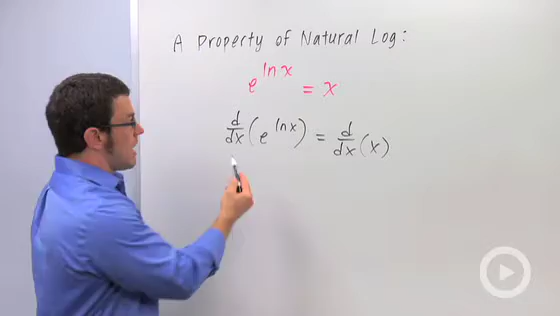 A Property of Natural Log:
e^{ln x} = x
d/dx (e^{ln x}) = d/dx (x)